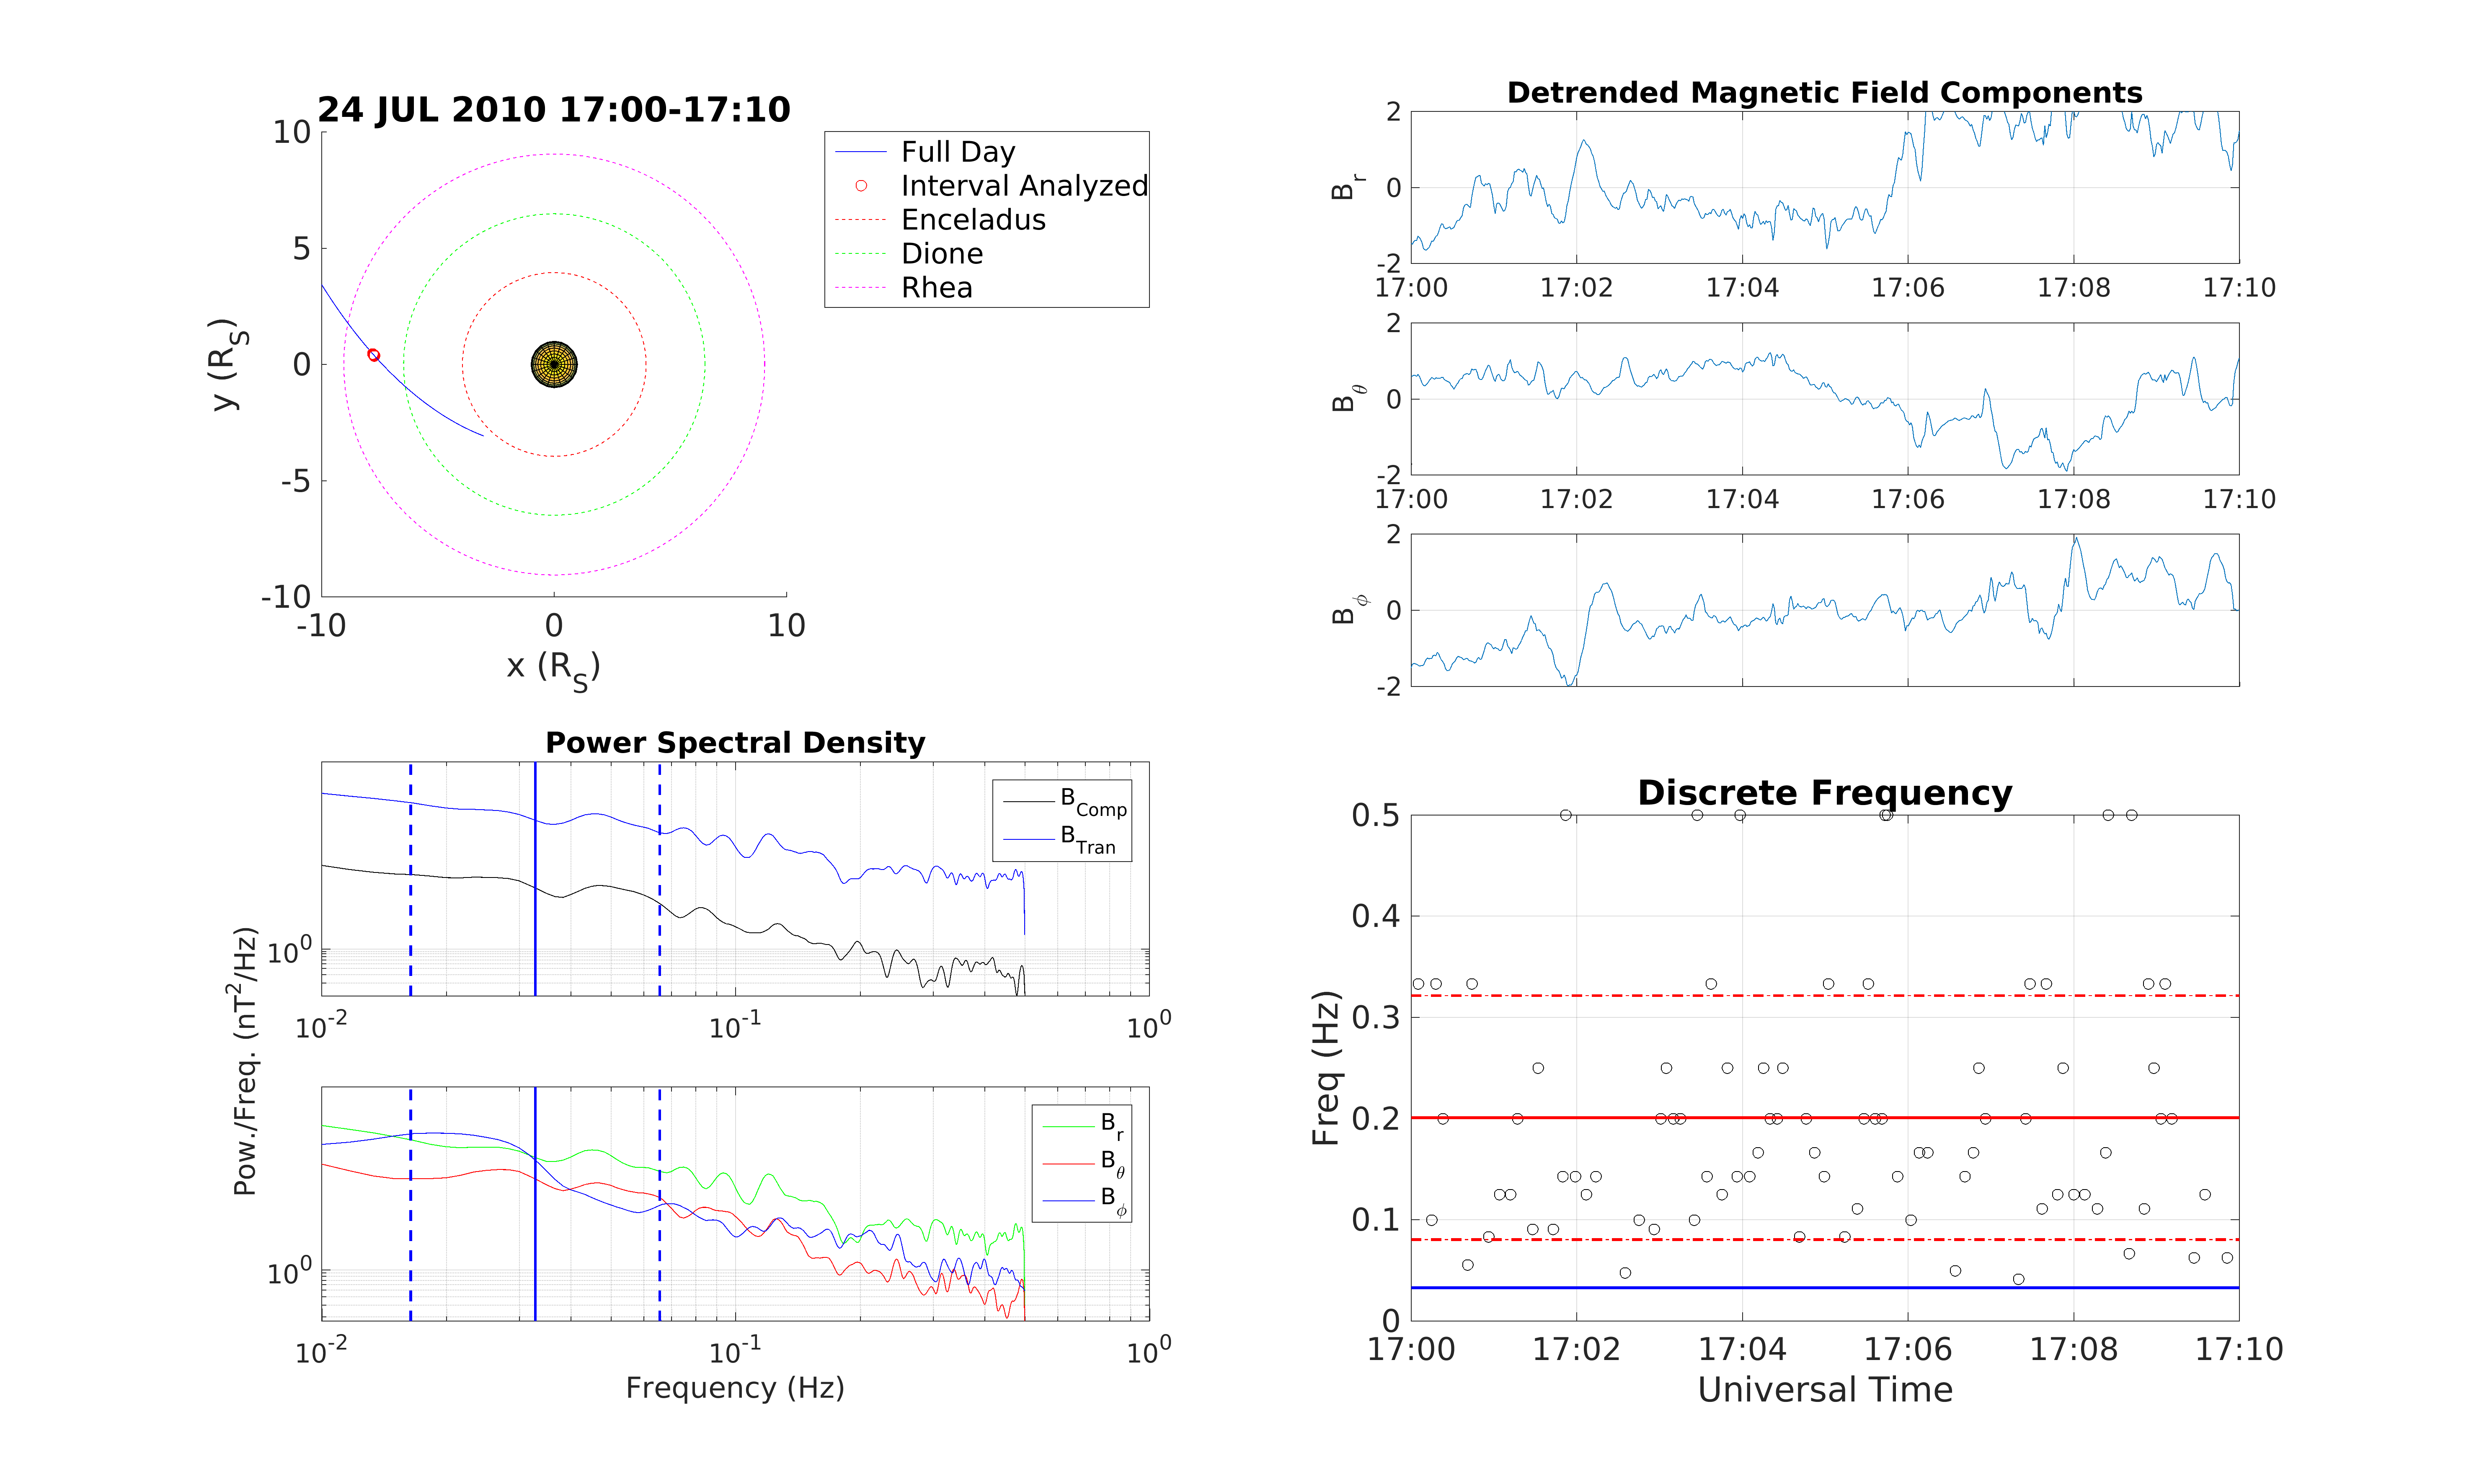 24 JUL 2010 17:00-17:10
10
5
0
-5
-10
-10
0
10
y (R_S)
x (R_S)
Full Day
Interval Analyzed
Enceladus
Dione
Rhea
Detrended Magnetic Field Components
2
0
-2
B_r
17:00
17:02
17:04
17:06
17:08
17:10
2
0
-2
B_θ
17:00
17:02
17:04
17:06
17:08
17:10
2
0
-2
B_ϕ
Power Spectral Density
B_Comp
B_Tran
10^0
10^-2
10^-1
10^0
Pow./Freq. (nT^2/Hz)
B_r
B_θ
B_ϕ
10^0
10^-2
10^-1
10^0
Frequency (Hz)
Discrete Frequency
0.5
0.4
0.3
0.2
0.1
0
Freq (Hz)
17:00
17:02
17:04
17:06
17:08
17:10
Universal Time